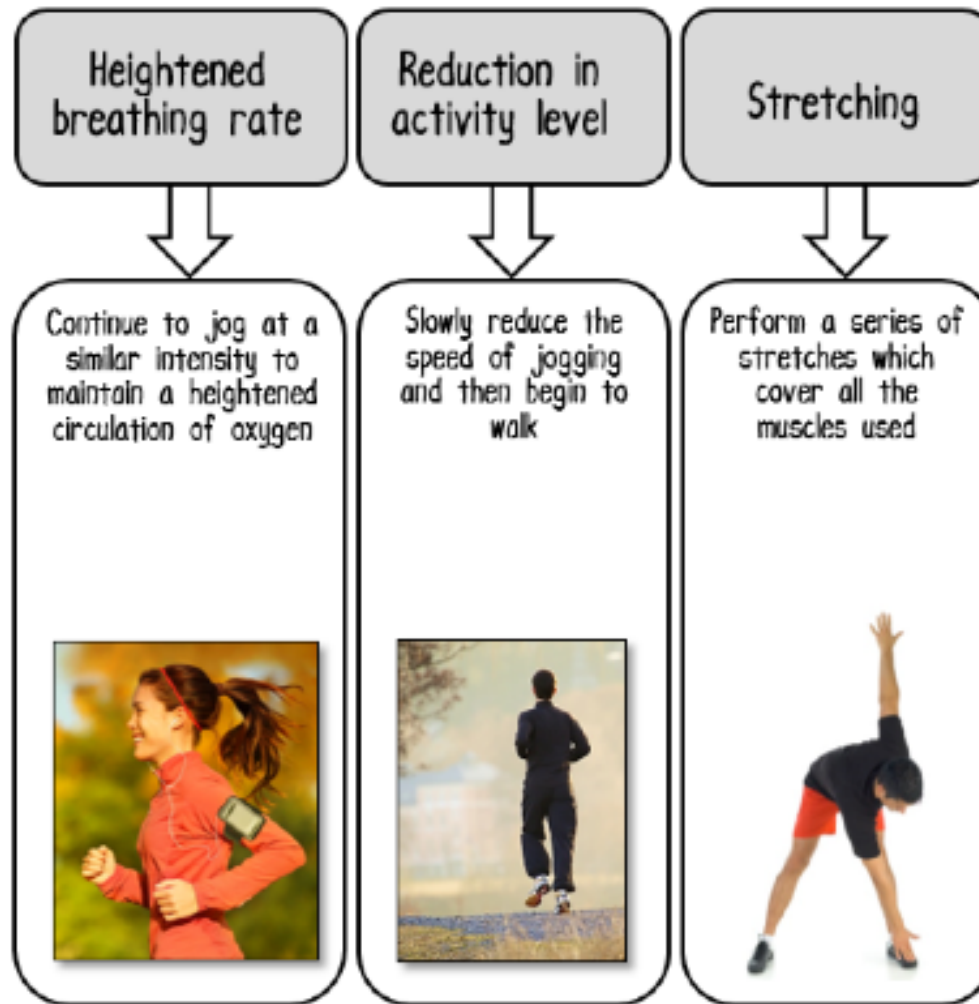 Heightened
breathing rate
Reduction in
activity level
Stretching
Continue to jog at a
similar intensity to
maintain a heightened
circulation of oxygen
Slowly reduce the
speed of jogging
and then begin to
walk
Perform a series of
stretches which
cover all the
muscles used